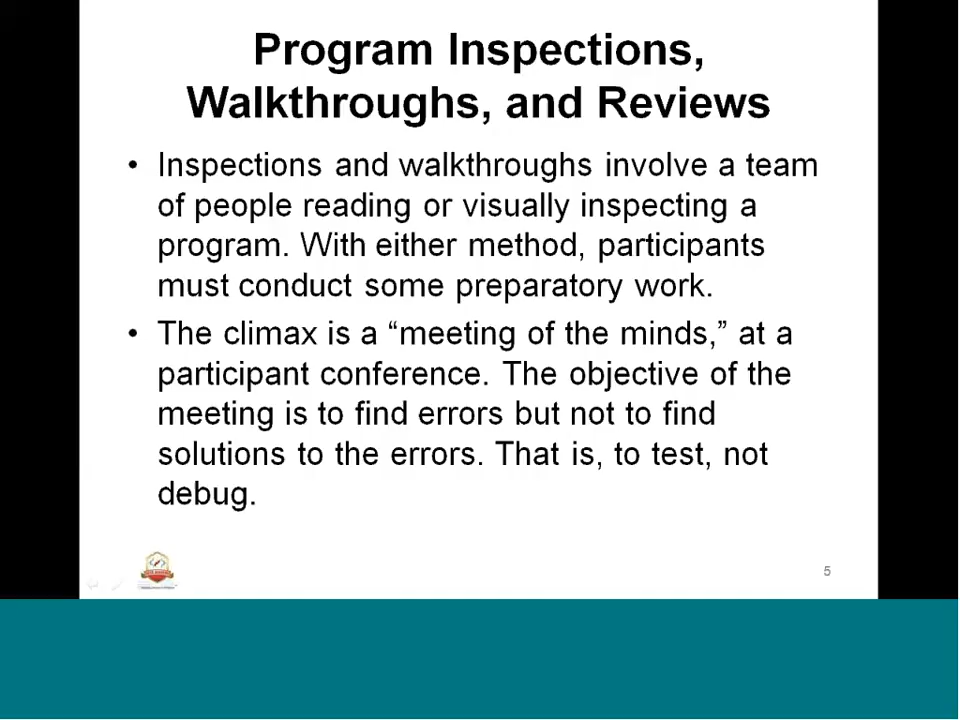 Program Inspections,
Walkthroughs, and Reviews
• Inspections and walkthroughs involve a team
of people reading or visually inspecting a
program. With either method, participants
must conduct some preparatory work.
• The climax is a “meeting of the minds,” at a
participant conference. The objective of the
meeting is to find errors but not to find
solutions to the errors. That is, to test, not
debug.
5